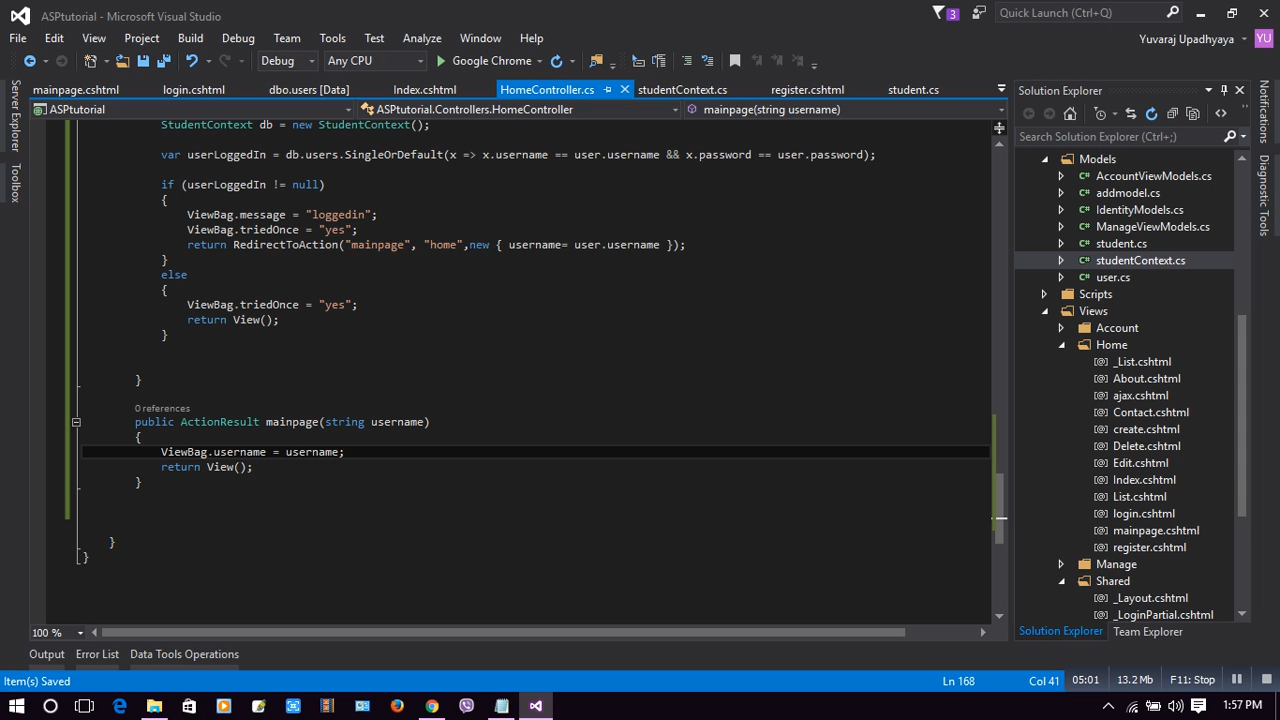 ASPtutorial - Microsoft Visual Studio
3
Quick Launch (Ctrl+Q)
File Edit View Project Build Debug Team Tools Test Analyze Window Help
Yuvaraj Upadhyaya YU
Debug Any CPU Google Chrome
mainpage.cshtml login.cshtml dbo.users [Data] Index.cshtml HomeController.cs studentContext.cs register.cshtml student.cs
ASPtutorial ASPtutorial.Controllers.HomeController mainpage(string username)
Server Explorer
Toolbox
StudentContext db = new StudentContext();
var userLoggedIn = db.users.SingleOrDefault(x => x.username == user.username && x.password == user.password);
if (userLoggedIn != null)
{
ViewBag.message = "loggedin";
ViewBag.triedOnce = "yes";
return RedirectToAction("mainpage", "home",new { username= user.username });
}
else
{
ViewBag.triedOnce = "yes";
return View();
}
}
0 references
public ActionResult mainpage(string username)
{
ViewBag.username = username;
return View();
}
}
}
100 %
Solution Explorer
Search Solution Explorer (Ctrl+;)
Models
AccountViewModels.cs
addmodel.cs
IdentityModels.cs
ManageViewModels.cs
student.cs
studentContext.cs
user.cs
Scripts
Views
Account
Home
_List.cshtml
About.cshtml
ajax.cshtml
Contact.cshtml
create.cshtml
Delete.cshtml
Edit.cshtml
Index.cshtml
List.cshtml
login.cshtml
mainpage.cshtml
register.cshtml
Manage
Shared
_Layout.cshtml
_LoginPartial.cshtml
Solution Explorer Team Explorer
Notifications
Diagnostic Tools
Output Error List Data Tools Operations
Item(s) Saved Ln 168 Col 41 05:01 13.2 Mb F11: Stop
1:57 PM